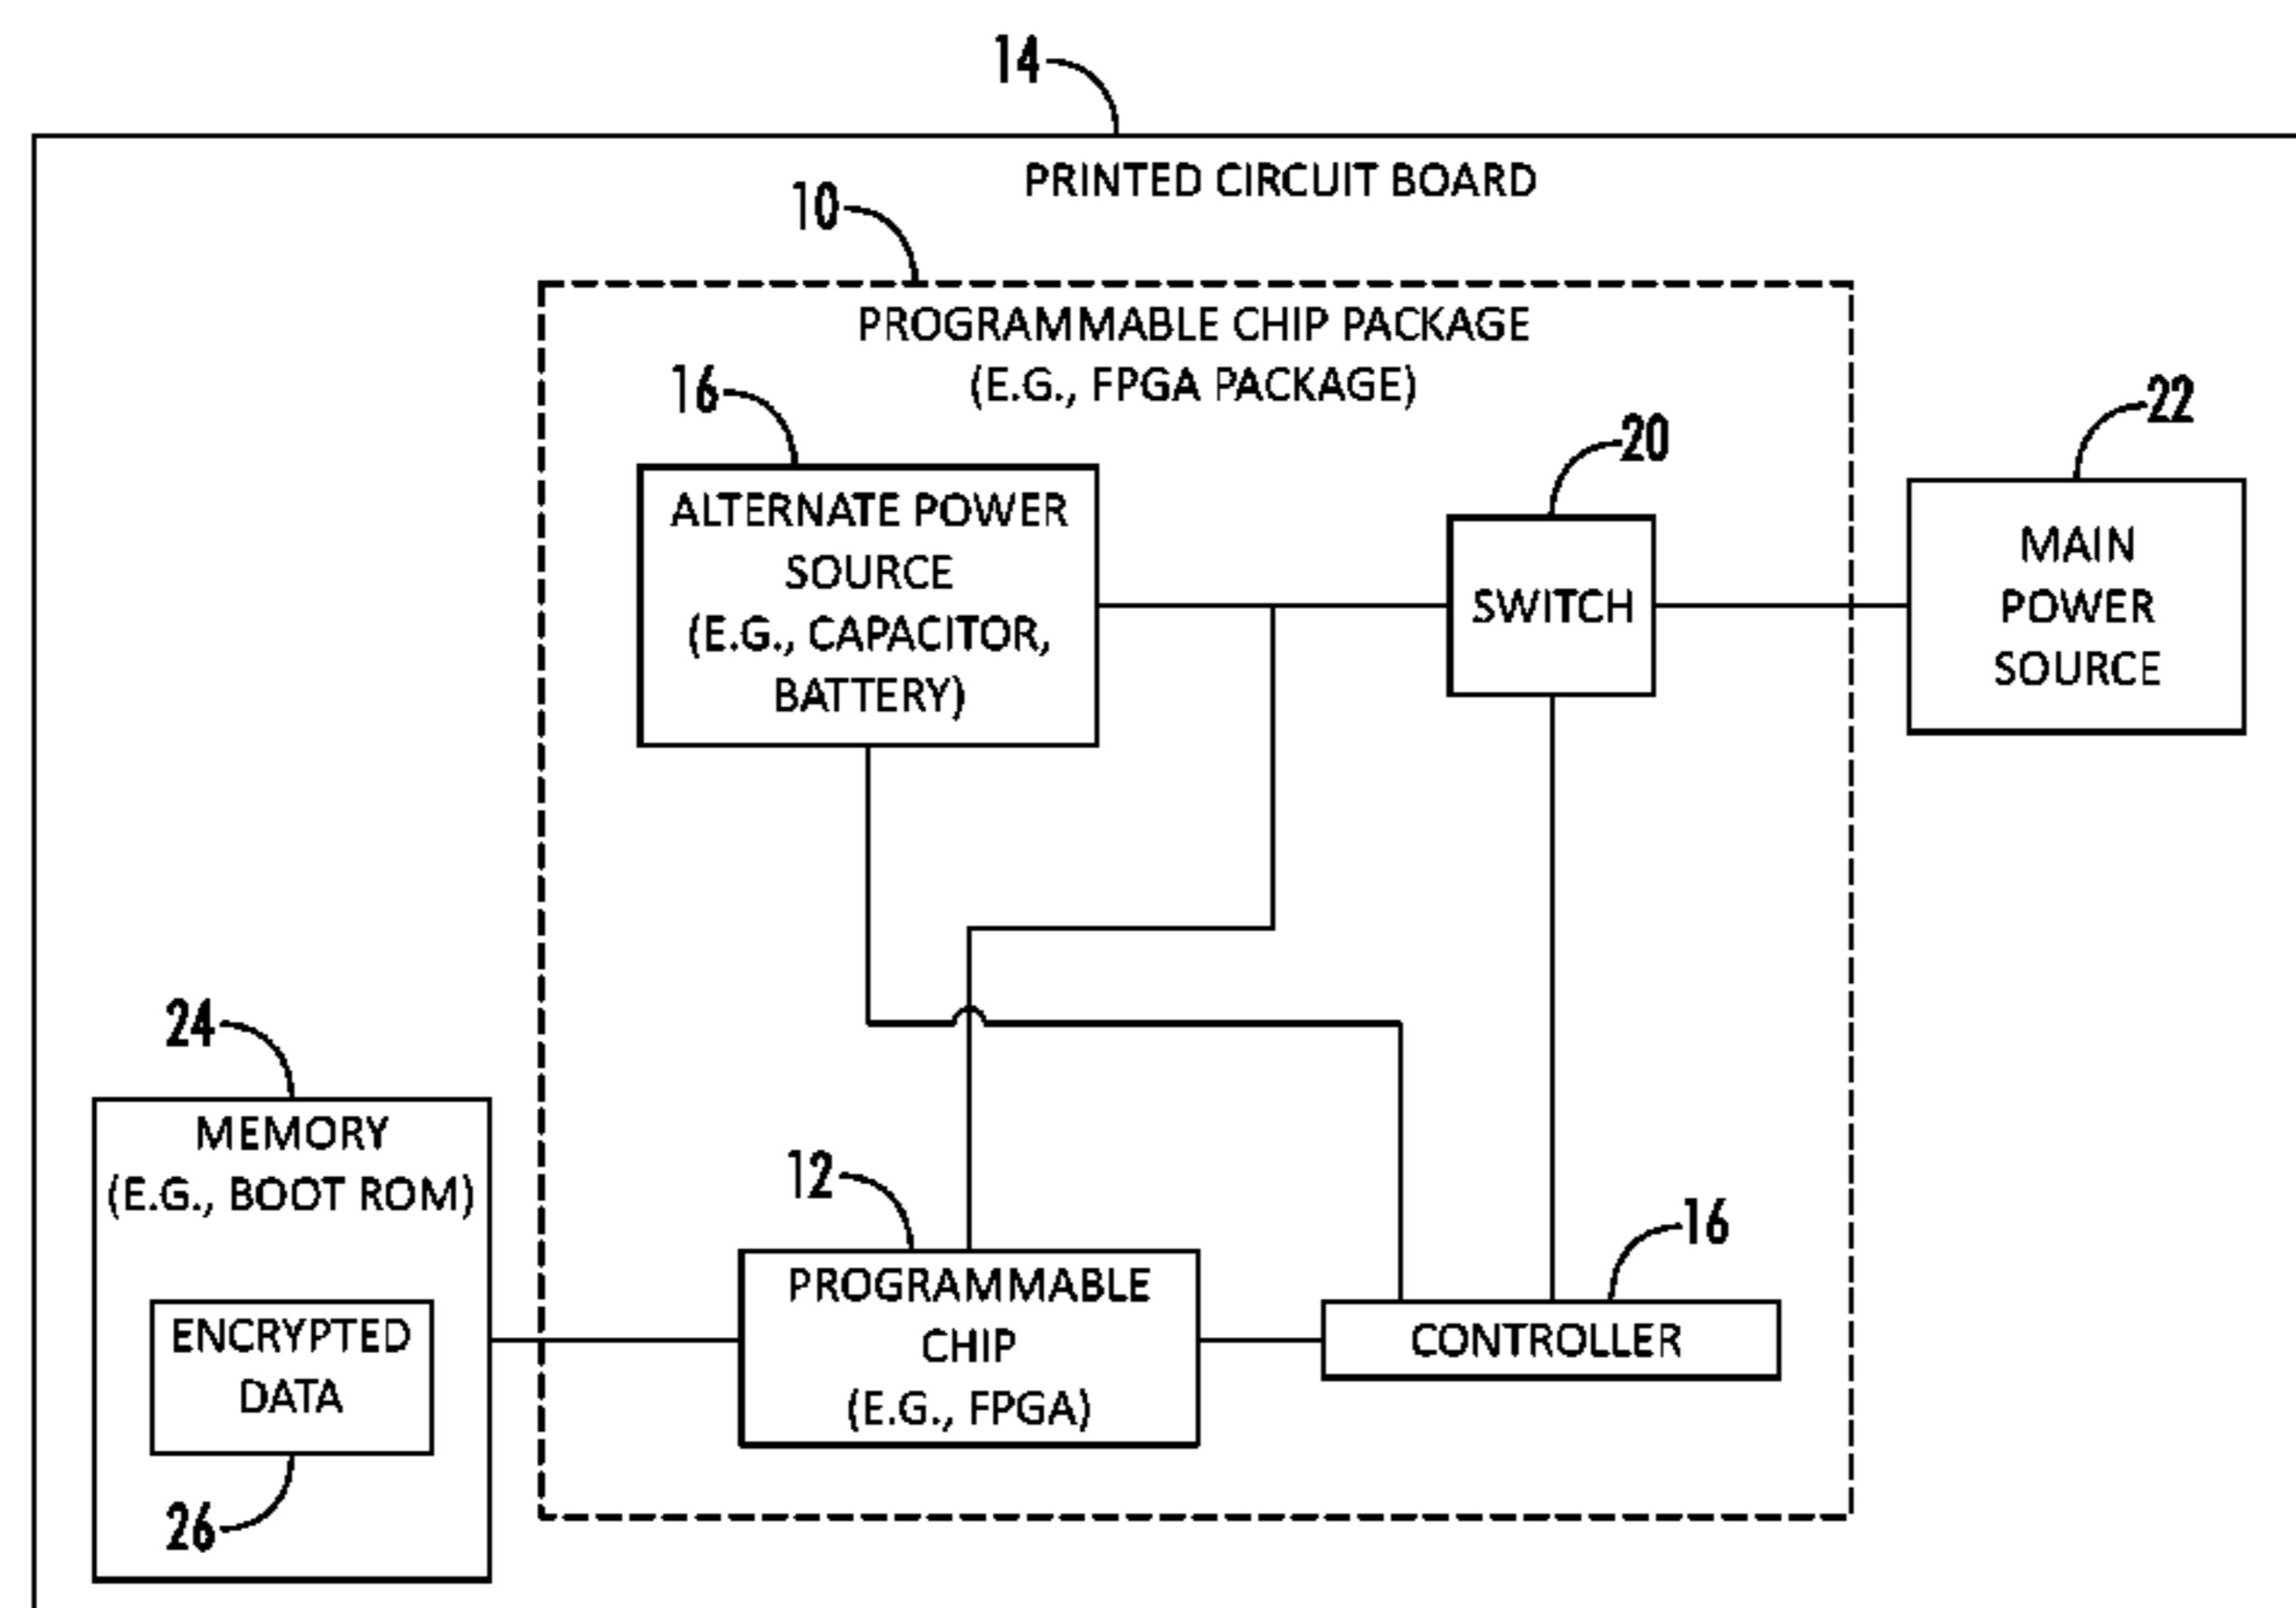 14
PRINTED CIRCUIT BOARD
10
PROGRAMMABLE CHIP PACKAGE
(E.G., FPGA PACKAGE)
16
ALTERNATE POWER
SOURCE
(E.G., CAPACITOR,
BATTERY)
20
SWITCH
22
MAIN
POWER
SOURCE
24
MEMORY
(E.G., BOOT ROM)
ENCRYPTED
DATA
26
12
PROGRAMMABLE
CHIP
(E.G., FPGA)
16
CONTROLLER